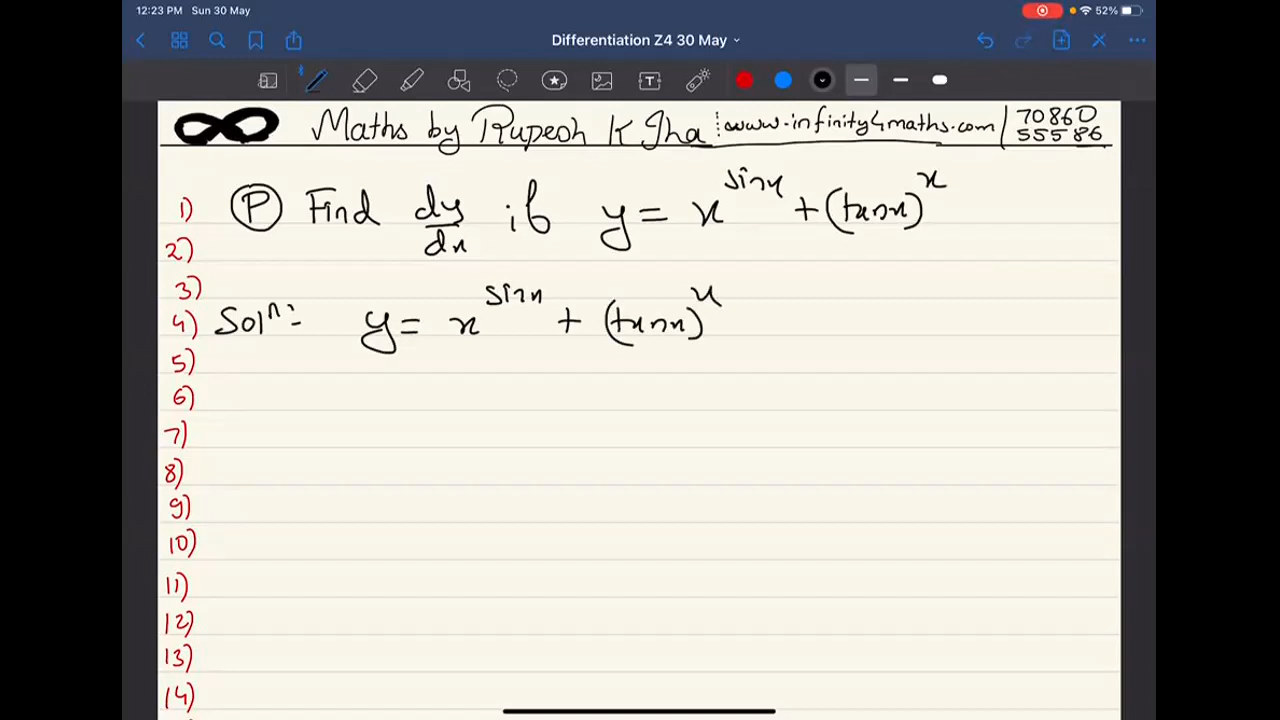 12:23 PM Sun 30 May
52%
Differentiation Z4 30 May
Maths by Rupesh K Jha www.infinity4maths.com 70860 55586
1) (P) Find dy/dx if y = x^sinx + (tanx)^x
2)
3)
4) Solⁿ: y = x^sinx + (tanx)^x
5)
6)
7)
8)
9)
10)
11)
12)
13)
14)